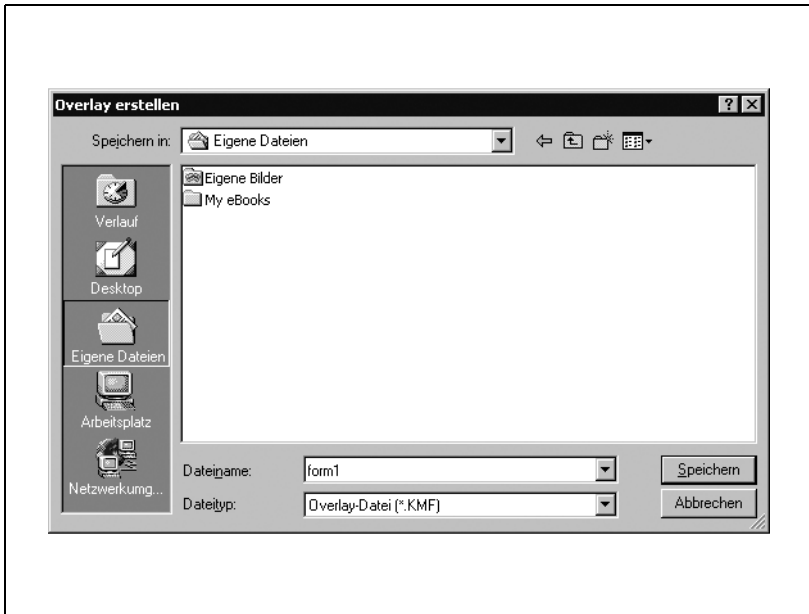 Overlay erstellen
Speichern in: Eigene Dateien
Eigene Bilder
My eBooks
Verlauf
Desktop
Eigene Dateien
Arbeitsplatz
Netzwerkumg...
Dateiname: form1 Speichern
Dateityp: Overlay-Datei (*.KMF) Abbrechen